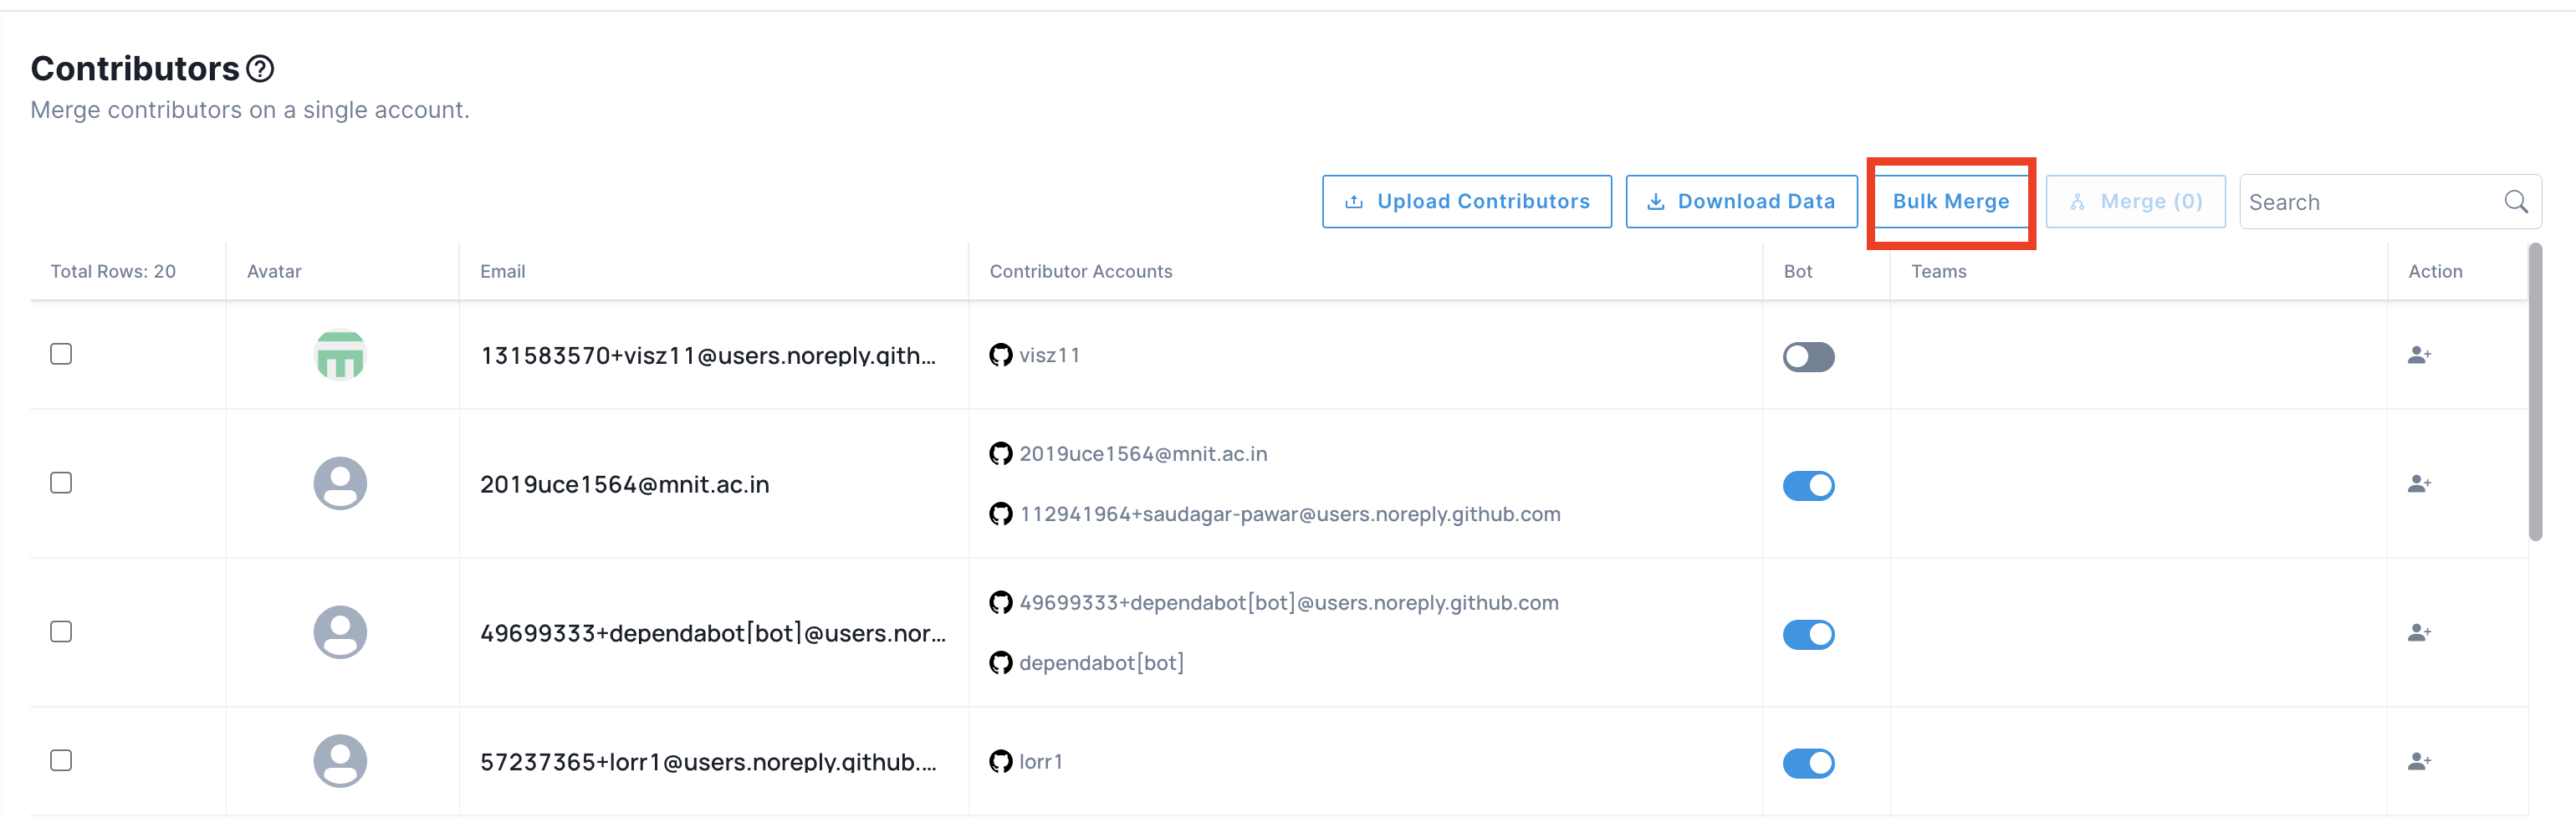 Contributors
Merge contributors on a single account.
Upload Contributors Download Data Bulk Merge Merge (0) Search
Total Rows: 20 Avatar Email Contributor Accounts Bot Teams Action
131583570+visz11@users.noreply.gith... visz11
2019uce1564@mnit.ac.in
2019uce1564@mnit.ac.in
112941964+saudagar-pawar@users.noreply.github.com
49699333+dependabot[bot]@users.nor...
49699333+dependabot[bot]@users.noreply.github.com
dependabot[bot]
57237365+lorr1@users.noreply.github.... lorr1